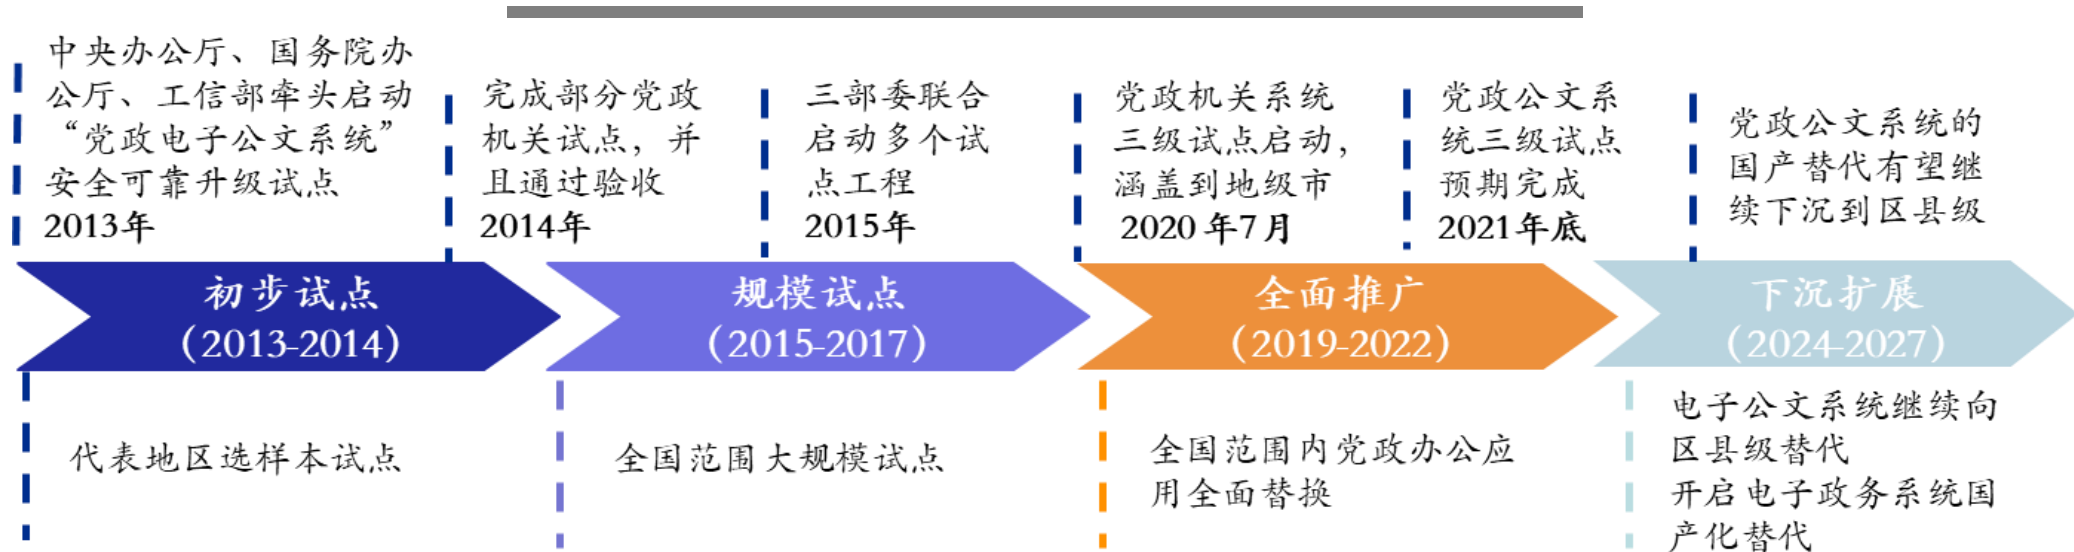 中央办公厅、国务院办
公厅、工信部牵头启动
“党政电子公文系统”
安全可靠升级试点
2013年
完成部分党政
机关试点，并
且通过验收
2014年
三部委联合
启动多个试
点工程
2015年
党政机关系统
三级试点启动，
涵盖到地级市
2020年7月
党政公文系
统三级试点
预期完成
2021年底
党政公文系统的
国产替代有望继
续下沉到区县级
初步试点
（2013-2014）
规模试点
（2015-2017）
全面推广
（2019-2022）
下沉扩展
（2024-2027）
代表地区选样本试点
全国范围大规模试点
全国范围内党政办公应
用全面替换
电子公文系统继续向
区县级替代
开启电子政务系统国
产化替代